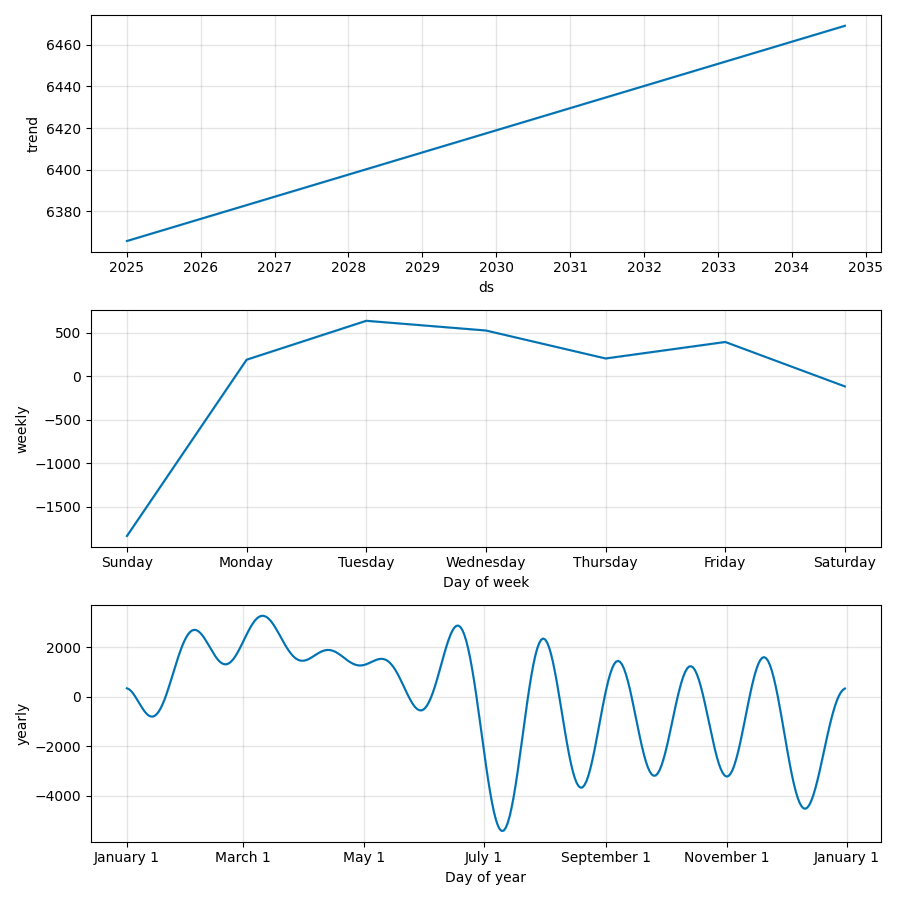 6460
6440
6420
6400
6380
trend
2025 2026 2027 2028 2029 2030 2031 2032 2033 2034 2035
ds
500
0
−500
−1000
−1500
weekly
Sunday Monday Tuesday Wednesday Thursday Friday Saturday
Day of week
2000
0
−2000
−4000
yearly
January 1 March 1 May 1 July 1 September 1 November 1 January 1
Day of year